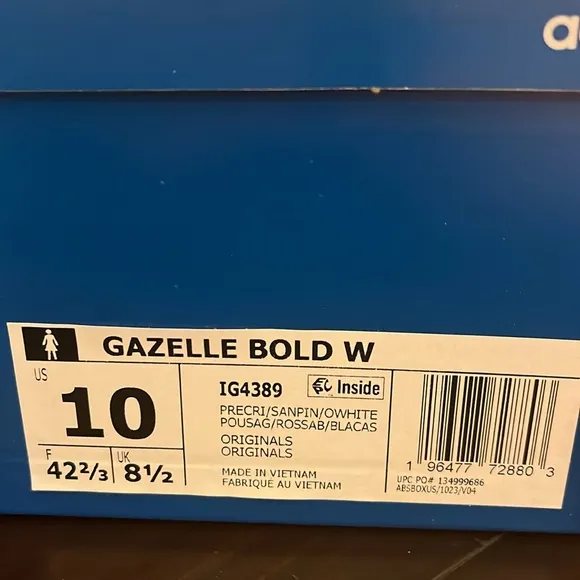 a
GAZELLE BOLD W
US
10
F
42⅔
UK
8½
IG4389
Inside
PRECRI/SANPIN/OWHITE
POUSAG/ROSSAB/BLACAS
ORIGINALS
ORIGINALS
MADE IN VIETNAM
FABRIQUÉ AU VIETNAM
1 96477 72880 3
UPC PO# 134999686
ABSBOXUS/1023/V04